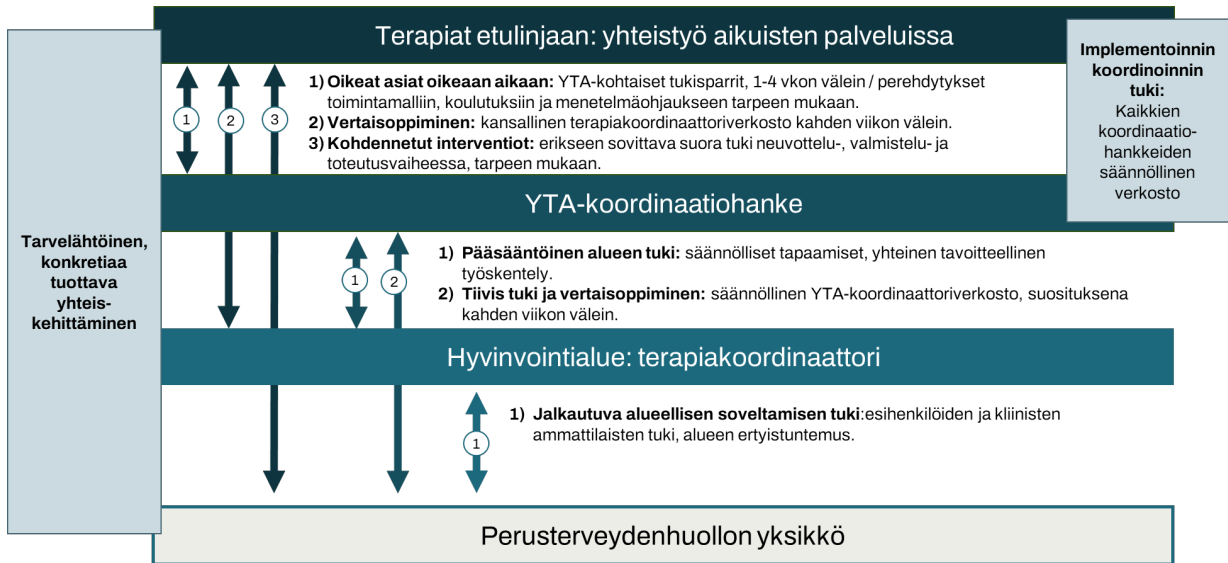 Terapiat etulinjaan: yhteistyö aikuisten palveluissa
Implementoinnin
koordinoinnin
tuki:
Kaikkien
koordinaatio-
hankkeiden
säännöllinen
verkosto
1) Oikeat asiat oikeaan aikaan: YTA-kohtaiset tukisparrit, 1-4 vkon välein / perehdytykset
toimintamalliin, koulutuksiin ja menetelmäohjaukseen tarpeen mukaan.
2) Vertaisoppiminen: kansallinen terapiakoordinaattoriverkosto kahden viikon välein.
3) Kohdennetut interventiot: erikseen sovittava suora tuki neuvottelu-, valmistelu- ja
toteutusvaiheessa, tarpeen mukaan.
1
2
3
YTA-koordinaatiohanke
Tarvelähtöinen,
konkretiaa
tuottava
yhteis-
kehittäminen
1) Pääsääntöinen alueen tuki: säännölliset tapaamiset, yhteinen tavoitteellinen
työskentely.
2) Tiivis tuki ja vertaisoppiminen: säännöllinen YTA-koordinaattoriverkosto, suosituksena
kahden viikon välein.
1
2
Hyvinvointialue: terapiakoordinaattori
1) Jalkautuva alueellisen soveltamisen tuki:esihenkilöiden ja kliinisten
ammattilaisten tuki, alueen ertyistuntemus.
1
Perusterveydenhuollon yksikkö